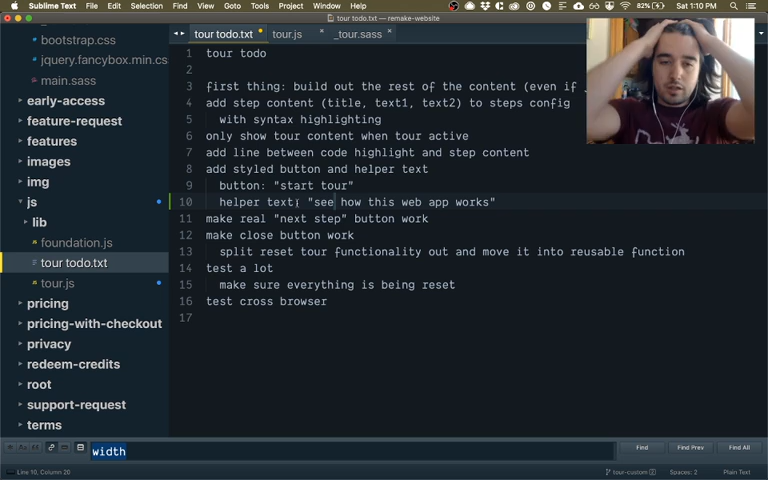 Sublime Text File Edit Selection Find View Goto Tools Project Window Help 82% Sat 1:10 PM
tour todo.txt — remake-website
tour todo.txt tour.js _tour.sass
bootstrap.css
jquery.fancybox.min.cs
main.sass
early-access
feature-request
features
images
img
js
lib
foundation.js
tour todo.txt
tour.js
pricing
pricing-with-checkout
privacy
redeem-credits
root
support-request
terms
1 tour todo
2
3 first thing: build out the rest of the content (even if
4 add step content (title, text1, text2) to steps config
5 with syntax highlighting
6 only show tour content when tour active
7 add line between code highlight and step content
8 add styled button and helper text
9 button: "start tour"
10 helper text: "see how this web app works"
11 make real "next step" button work
12 make close button work
13 split reset tour functionality out and move it into reusable function
14 test a lot
15 make sure everything is being reset
16 test cross browser
17
width Find Find Prev Find All
Line 10, Column 20 tour-custom 2 Spaces: 2 Plain Text